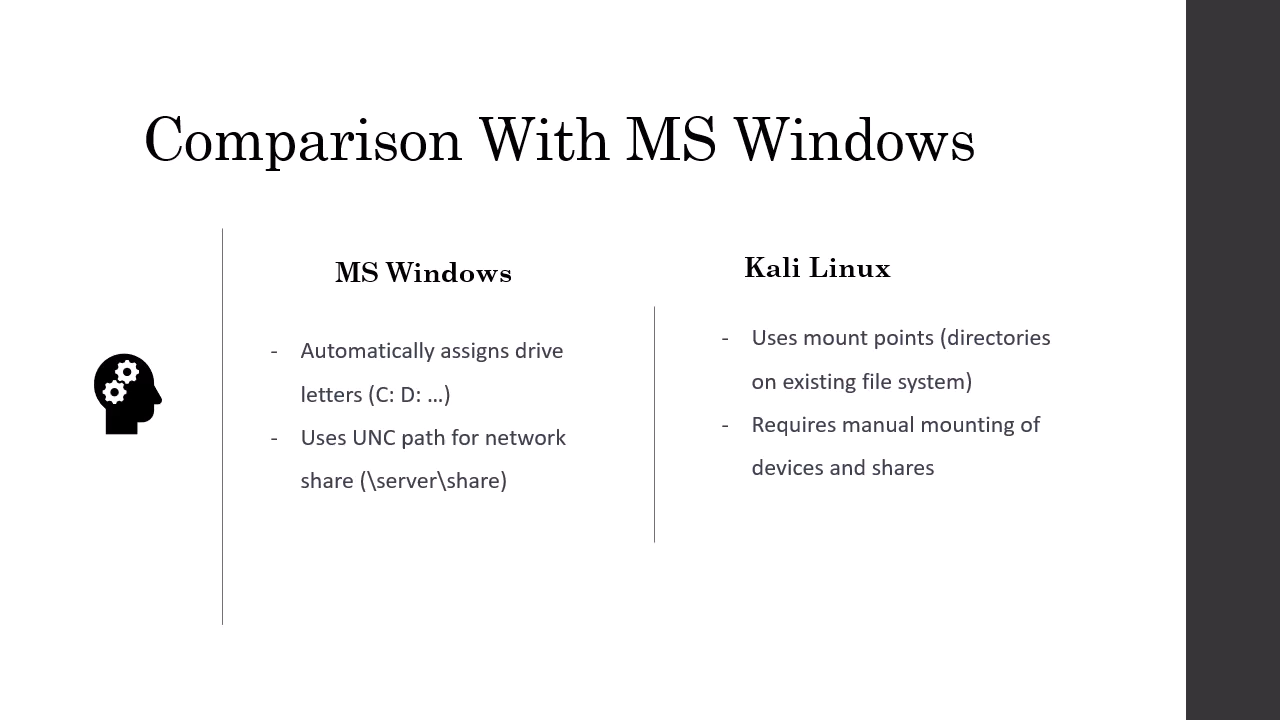 Comparison With MS Windows
MS Windows
- Automatically assigns drive
letters (C: D: ...)
- Uses UNC path for network
share (\server\share)
Kali Linux
- Uses mount points (directories
on existing file system)
- Requires manual mounting of
devices and shares